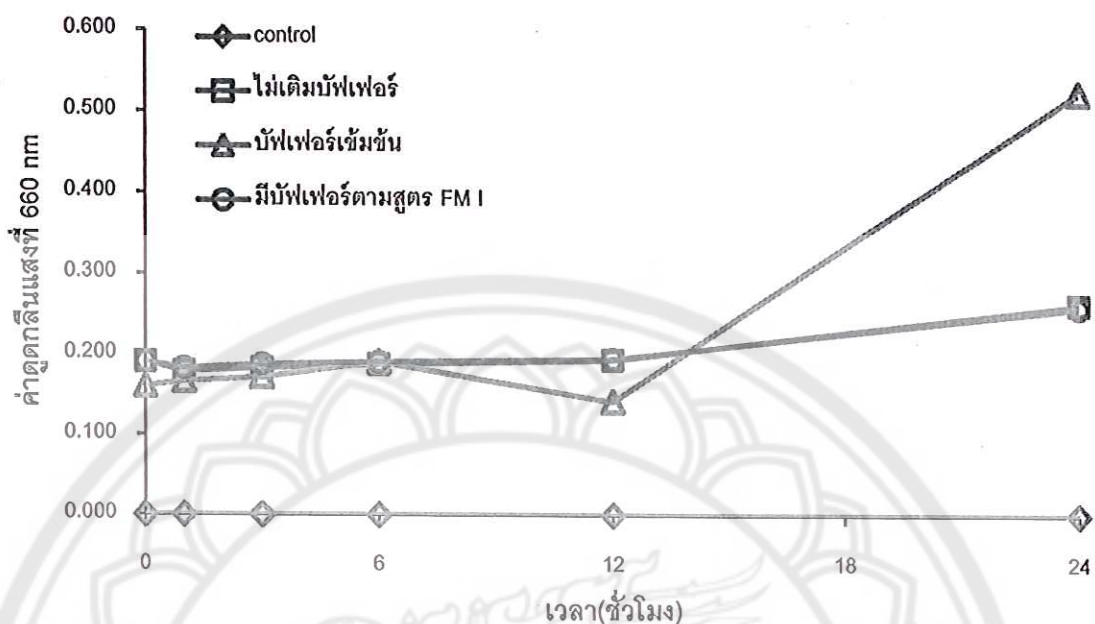 0.600
0.500
0.400
0.300
0.200
0.100
0.000
control
ไม่เติมบัฟเฟอร์
บัฟเฟอร์เข้มข้น
มีบัฟเฟอร์ตามสูตร FM I
ค่าดูดกลืนแสงที่ 660 nm
0 6 12 18 24
เวลา(ชั่วโมง)